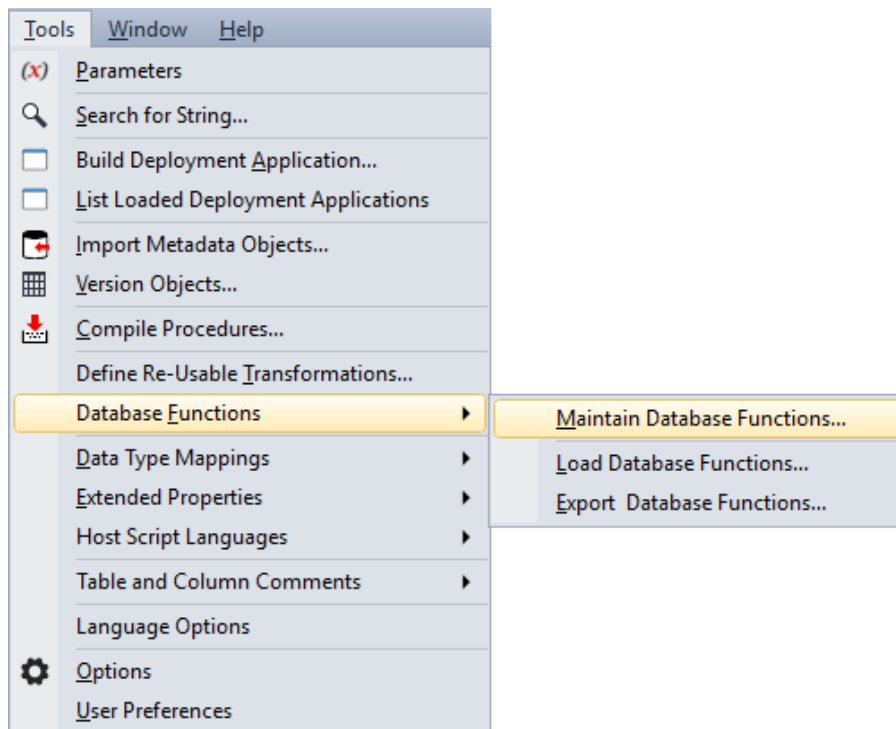 Tools Window Help
(x) Parameters
Search for String...
Build Deployment Application...
List Loaded Deployment Applications
Import Metadata Objects...
Version Objects...
Compile Procedures...
Define Re-Usable Transformations...
Database Functions
Maintain Database Functions...
Data Type Mappings
Load Database Functions...
Extended Properties
Export Database Functions...
Host Script Languages
Table and Column Comments
Language Options
Options
User Preferences